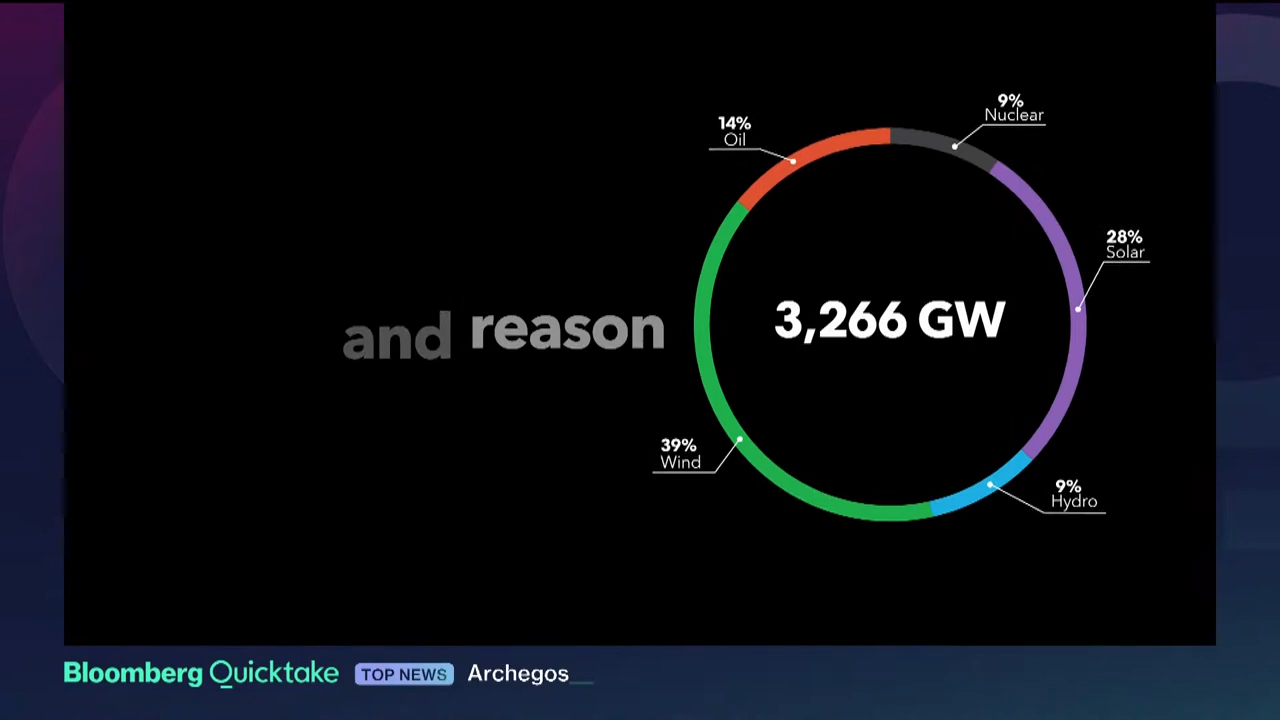 9%
Nuclear
14%
Oil
28%
Solar
3,266 GW
and reason
39%
Wind
9%
Hydro
Bloomberg Quicktake TOP NEWS Archegos__